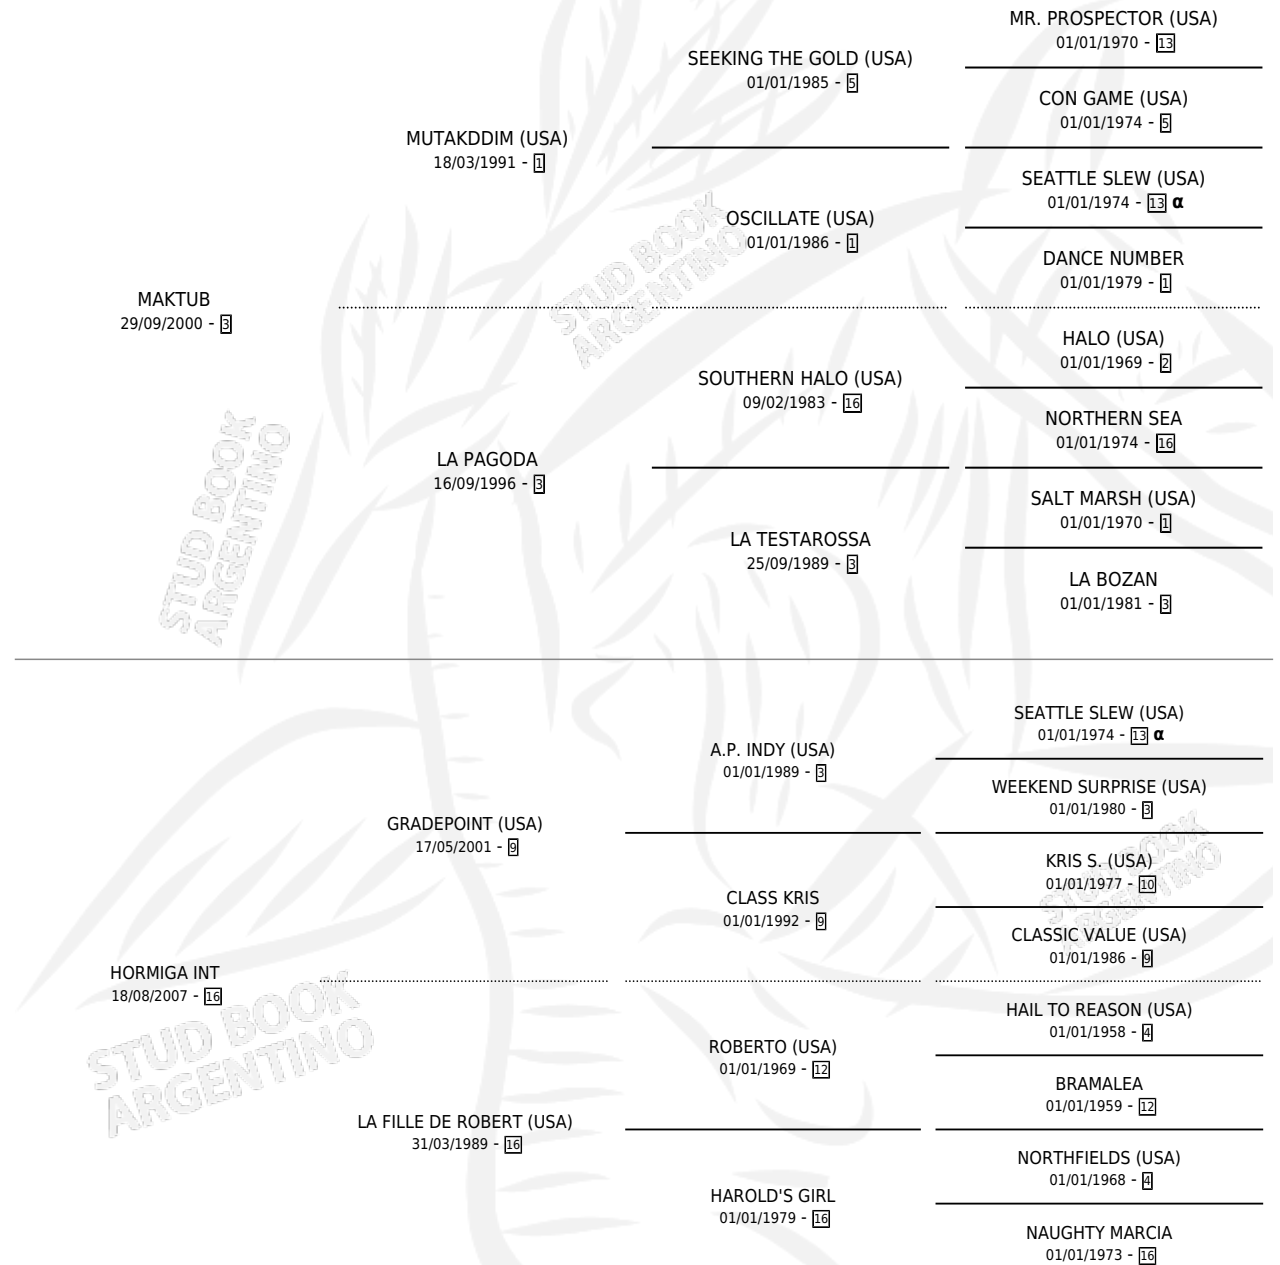 MR. PROSPECTOR (USA)
01/01/1970 - 13
SEEKING THE GOLD (USA)
01/01/1985 - 5
CON GAME (USA)
01/01/1974 - 5
MUTAKDDIM (USA)
18/03/1991 - 1
SEATTLE SLEW (USA)
01/01/1974 - 13 α
OSCILLATE (USA)
01/01/1986 - 1
DANCE NUMBER
01/01/1979 - 1
MAKTUB
29/09/2000 - 3
HALO (USA)
01/01/1969 - 2
SOUTHERN HALO (USA)
09/02/1983 - 16
NORTHERN SEA
01/01/1974 - 16
LA PAGODA
16/09/1996 - 3
SALT MARSH (USA)
01/01/1970 - 1
LA TESTAROSSA
25/09/1989 - 3
LA BOZAN
01/01/1981 - 3
SEATTLE SLEW (USA)
01/01/1974 - 13 α
A.P. INDY (USA)
01/01/1989 - 3
WEEKEND SURPRISE (USA)
01/01/1980 - 3
GRADEPOINT (USA)
17/05/2001 - 9
KRIS S. (USA)
01/01/1977 - 10
CLASS KRIS
01/01/1992 - 9
CLASSIC VALUE (USA)
01/01/1986 - 9
HORMIGA INT
18/08/2007 - 16
HAIL TO REASON (USA)
01/01/1958 - 4
ROBERTO (USA)
01/01/1969 - 12
BRAMALEA
01/01/1959 - 12
LA FILLE DE ROBERT (USA)
31/03/1989 - 16
NORTHFIELDS (USA)
01/01/1968 - 4
HAROLD'S GIRL
01/01/1979 - 16
NAUGHTY MARCIA
01/01/1973 - 16
STUD BOOK
ARGENTINO
STUD BOOK
ARGENTINO
STUD BOOK
ARGENTINO
STUD BOOK
ARGENTINO